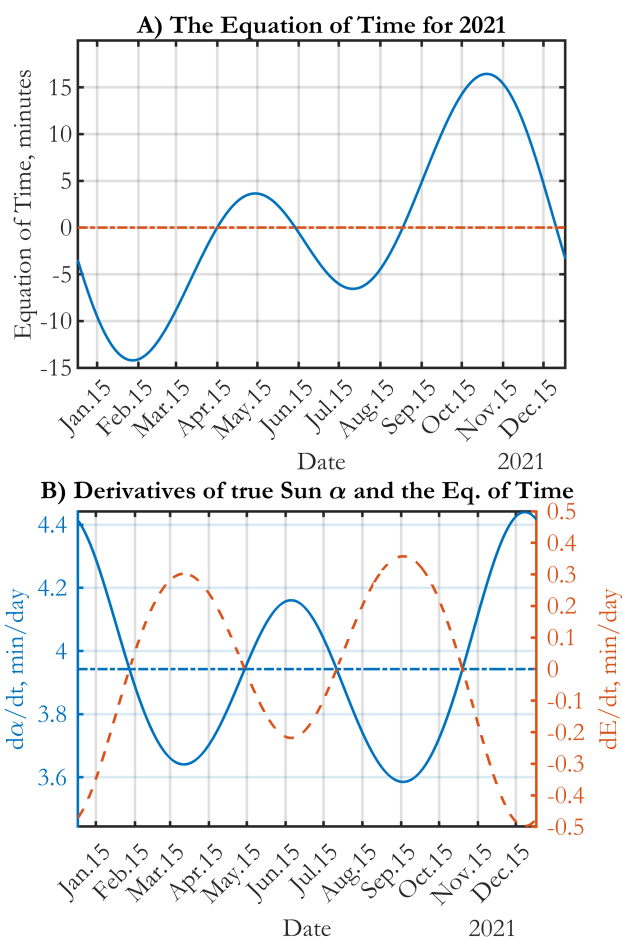 A) The Equation of Time for 2021
Equation of Time, minutes
15
10
5
0
-5
-10
-15
Jan.15
Feb.15
Mar.15
Apr.15
May.15
Jun.15
Jul.15
Aug.15
Sep.15
Oct.15
Nov.15
Dec.15
Date
2021
B) Derivatives of true Sun α and the Eq. of Time
dα/dt, min/day
4.4
4.2
4
3.8
3.6
0.5
0.4
0.3
0.2
0.1
0
-0.1
-0.2
-0.3
-0.4
-0.5
dE/dt, min/day
Jan.15
Feb.15
Mar.15
Apr.15
May.15
Jun.15
Jul.15
Aug.15
Sep.15
Oct.15
Nov.15
Dec.15
Date
2021